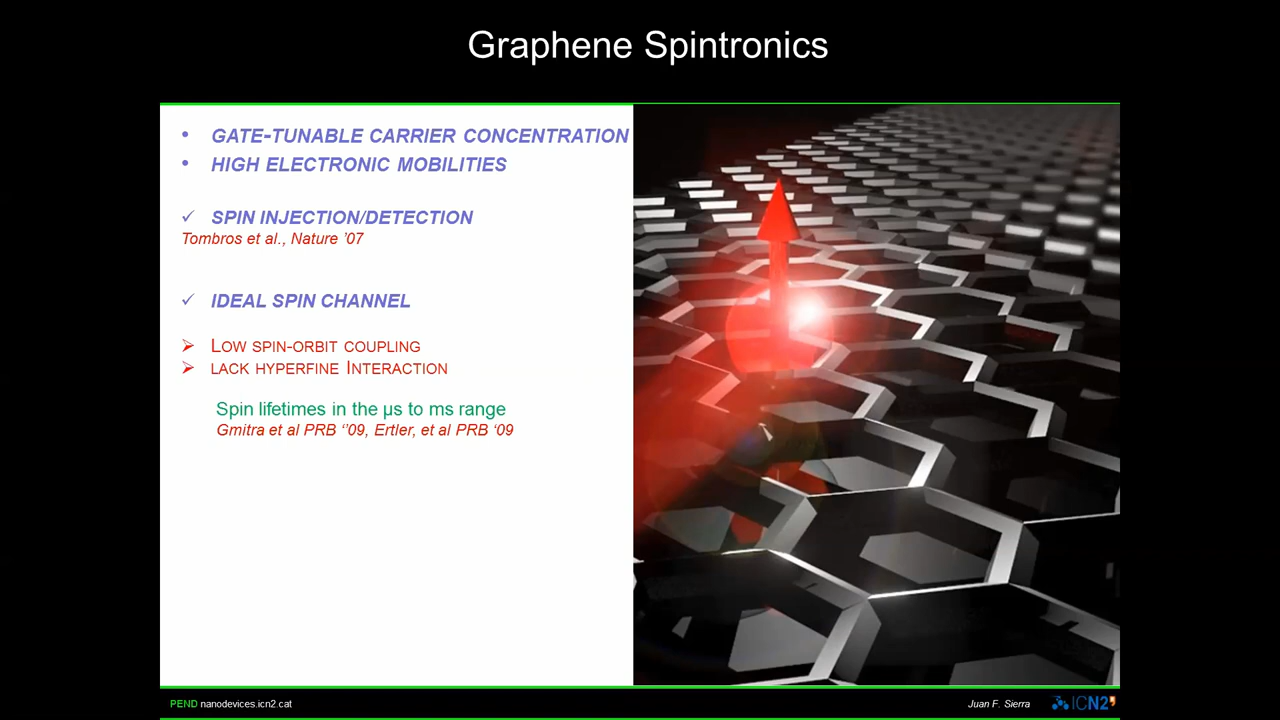 Graphene Spintronics
• GATE-TUNABLE CARRIER CONCENTRATION
• HIGH ELECTRONIC MOBILITIES
✓ SPIN INJECTION/DETECTION
Tombros et al., Nature '07
✓ IDEAL SPIN CHANNEL
➢ LOW SPIN-ORBIT COUPLING
➢ LACK HYPERFINE INTERACTION
Spin lifetimes in the µs to ms range
Gmitra et al PRB ‘’09, Ertler, et al PRB ‘09
PEND nanodevices.icn2.cat
Juan F. Sierra
ICN2